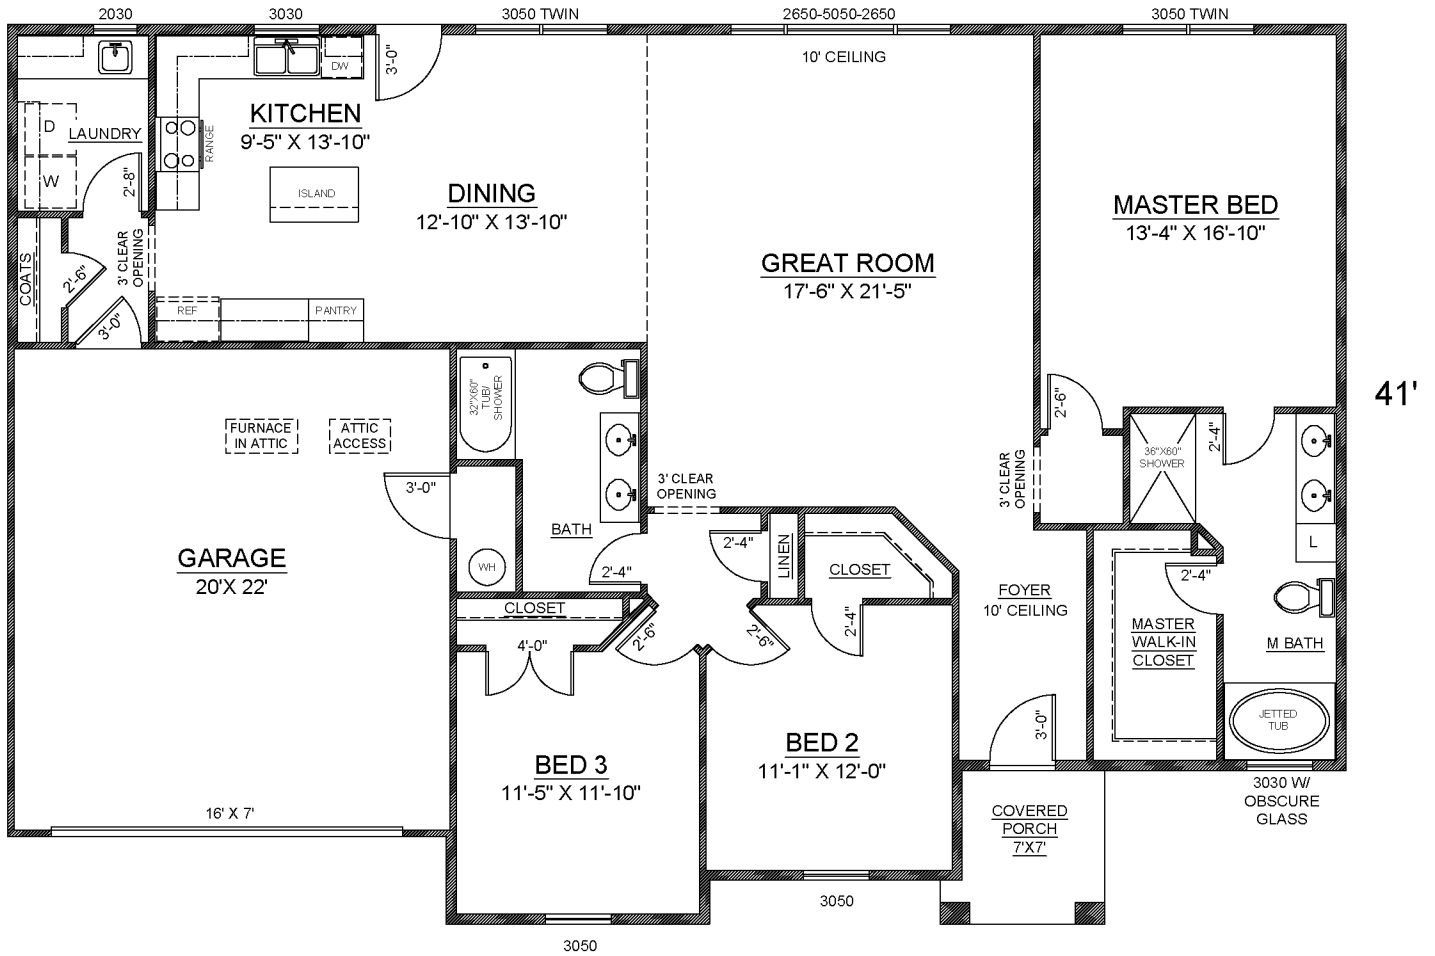 2030
3030
3050 TWIN
2650-5050-2650
3050 TWIN
10' CEILING
3'-0"
DW
KITCHEN
9'-5" X 13'-10"
RANGE
ISLAND
D
LAUNDRY
W
2'-8"
DINING
12'-10" X 13'-10"
MASTER BED
13'-4" X 16'-10"
GREAT ROOM
17'-6" X 21'-5"
COATS
2'-6"
3' CLEAR
OPENING
3'-0"
REF
PANTRY
41'
32"X60"
TUB/
SHOWER
FURNACE
IN ATTIC
ATTIC
ACCESS
2'-6"
2'-4"
36"X60"
SHOWER
3' CLEAR
OPENING
3' CLEAR
OPENING
3'-0"
BATH
L
GARAGE
20'X 22'
WH
2'-4"
2'-4"
LINEN
CLOSET
2'-4"
FOYER
10' CEILING
CLOSET
4'-0"
2'-6"
2'-6"
2'-4"
MASTER
WALK-IN
CLOSET
M BATH
3'-0"
JETTED
TUB
BED 2
11'-1" X 12'-0"
BED 3
11'-5" X 11'-10"
16' X 7'
COVERED
PORCH
7'X7'
3030 W/
OBSCURE
GLASS
3050
3050